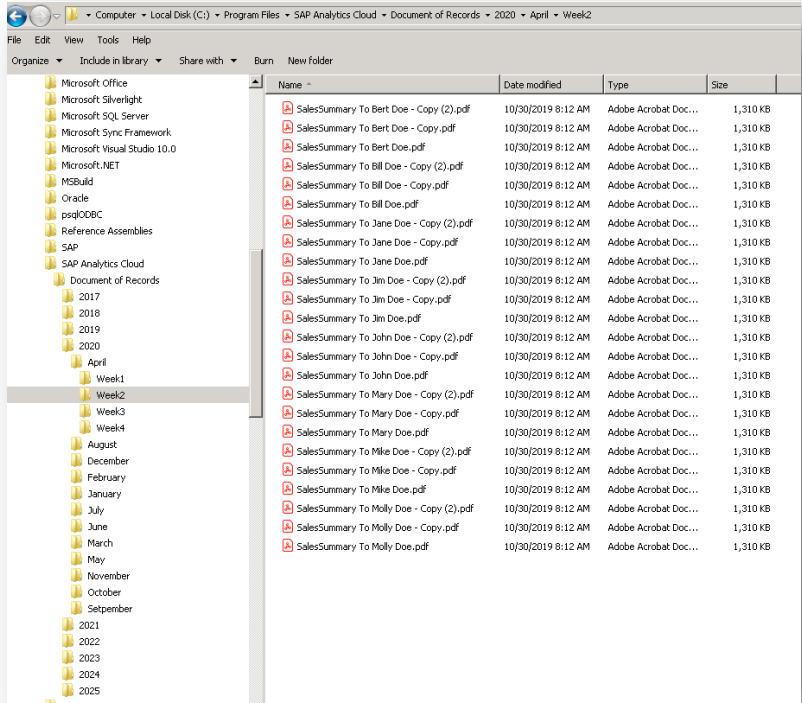 Computer Local Disk (C:) Program Files SAP Analytics Cloud Document of Records 2020 April Week2
File Edit View Tools Help
Organize Include in library Share with Burn New folder
Microsoft Office
Microsoft Silverlight
Microsoft SQL Server
Microsoft Sync Framework
Microsoft Visual Studio 10.0
Microsoft.NET
MSBuild
Oracle
psqlODBC
Reference Assemblies
SAP
SAP Analytics Cloud
Document of Records
2017
2018
2019
2020
April
Week1
Week2
Week3
Week4
August
December
February
January
July
June
March
May
November
October
Setpember
2021
2022
2023
2024
2025
Name Date modified Type Size
SalesSummary To Bert Doe - Copy (2).pdf 10/30/2019 8:12 AM Adobe Acrobat Doc... 1,310 KB
SalesSummary To Bert Doe - Copy.pdf 10/30/2019 8:12 AM Adobe Acrobat Doc... 1,310 KB
SalesSummary To Bert Doe.pdf 10/30/2019 8:12 AM Adobe Acrobat Doc... 1,310 KB
SalesSummary To Bill Doe - Copy (2).pdf 10/30/2019 8:12 AM Adobe Acrobat Doc... 1,310 KB
SalesSummary To Bill Doe - Copy.pdf 10/30/2019 8:12 AM Adobe Acrobat Doc... 1,310 KB
SalesSummary To Bill Doe.pdf 10/30/2019 8:12 AM Adobe Acrobat Doc... 1,310 KB
SalesSummary To Jane Doe - Copy (2).pdf 10/30/2019 8:12 AM Adobe Acrobat Doc... 1,310 KB
SalesSummary To Jane Doe - Copy.pdf 10/30/2019 8:12 AM Adobe Acrobat Doc... 1,310 KB
SalesSummary To Jane Doe.pdf 10/30/2019 8:12 AM Adobe Acrobat Doc... 1,310 KB
SalesSummary To Jim Doe - Copy (2).pdf 10/30/2019 8:12 AM Adobe Acrobat Doc... 1,310 KB
SalesSummary To Jim Doe - Copy.pdf 10/30/2019 8:12 AM Adobe Acrobat Doc... 1,310 KB
SalesSummary To Jim Doe.pdf 10/30/2019 8:12 AM Adobe Acrobat Doc... 1,310 KB
SalesSummary To John Doe - Copy (2).pdf 10/30/2019 8:12 AM Adobe Acrobat Doc... 1,310 KB
SalesSummary To John Doe - Copy.pdf 10/30/2019 8:12 AM Adobe Acrobat Doc... 1,310 KB
SalesSummary To John Doe.pdf 10/30/2019 8:12 AM Adobe Acrobat Doc... 1,310 KB
SalesSummary To Mary Doe - Copy (2).pdf 10/30/2019 8:12 AM Adobe Acrobat Doc... 1,310 KB
SalesSummary To Mary Doe - Copy.pdf 10/30/2019 8:12 AM Adobe Acrobat Doc... 1,310 KB
SalesSummary To Mary Doe.pdf 10/30/2019 8:12 AM Adobe Acrobat Doc... 1,310 KB
SalesSummary To Mike Doe - Copy (2).pdf 10/30/2019 8:12 AM Adobe Acrobat Doc... 1,310 KB
SalesSummary To Mike Doe - Copy.pdf 10/30/2019 8:12 AM Adobe Acrobat Doc... 1,310 KB
SalesSummary To Mike Doe.pdf 10/30/2019 8:12 AM Adobe Acrobat Doc... 1,310 KB
SalesSummary To Molly Doe - Copy (2).pdf 10/30/2019 8:12 AM Adobe Acrobat Doc... 1,310 KB
SalesSummary To Molly Doe - Copy.pdf 10/30/2019 8:12 AM Adobe Acrobat Doc... 1,310 KB
SalesSummary To Molly Doe.pdf 10/30/2019 8:12 AM Adobe Acrobat Doc... 1,310 KB